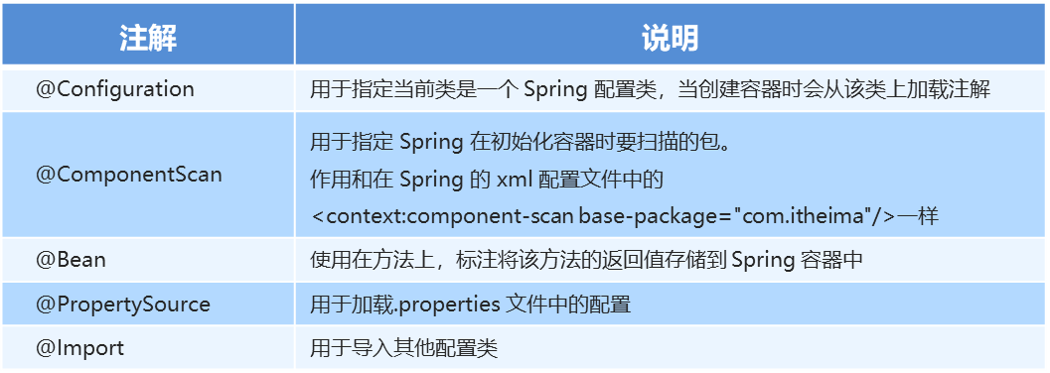 注解 说明
@Configuration 用于指定当前类是一个 Spring 配置类，当创建容器时会从该类上加载注解
用于指定 Spring 在初始化容器时要扫描的包。
@ComponentScan 作用和在 Spring 的 xml 配置文件中的
<context:component-scan base-package="com.itheima"/>一样
@Bean 使用在方法上，标注将该方法的返回值存储到 Spring 容器中
@PropertySource 用于加载.properties 文件中的配置
@Import 用于导入其他配置类